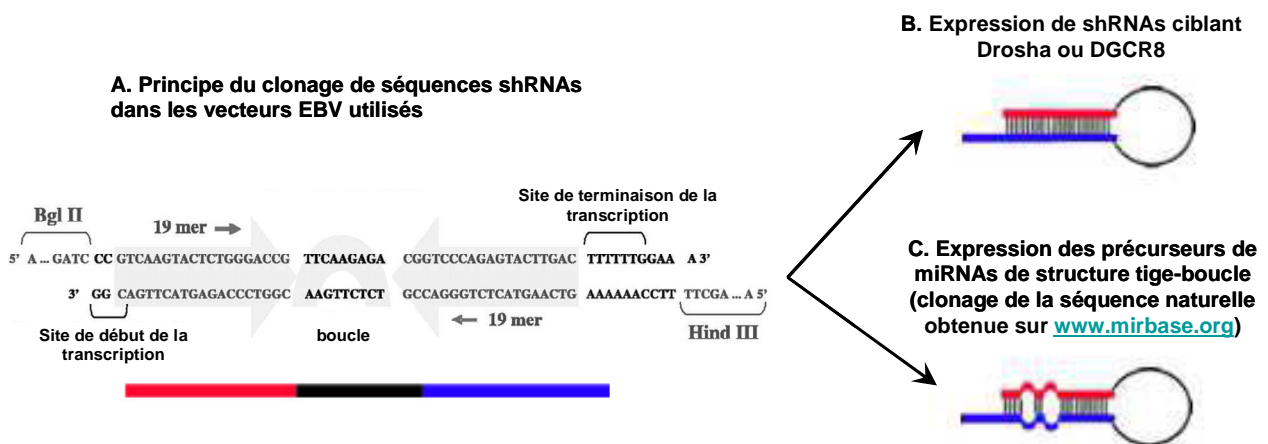 A. Principe du clonage de séquences shRNAs
dans les vecteurs EBV utilisés
B. Expression de shRNAs ciblant
Drosha ou DGCR8
Site de terminaison de la
transcription
Bgl II
19 mer
5' A ... GATC CC GTCAAGTACTCTGGGACCG TTCAAGAGA CGGTCCCAGAGTACTTGAC TTTTTTGGAA A 3'
3' GG CAGTTCATGAGACCCTGGC AAGTTCTCT GCCAGGGTCTCATGAACTG AAAAAACCTT TTCGA ... A 5'
Site de début de la
transcription
boucle
19 mer
Hind III
C. Expression des précurseurs de
miRNAs de structure tige-boucle
(clonage de la séquence naturelle
obtenue sur www.mirbase.org)